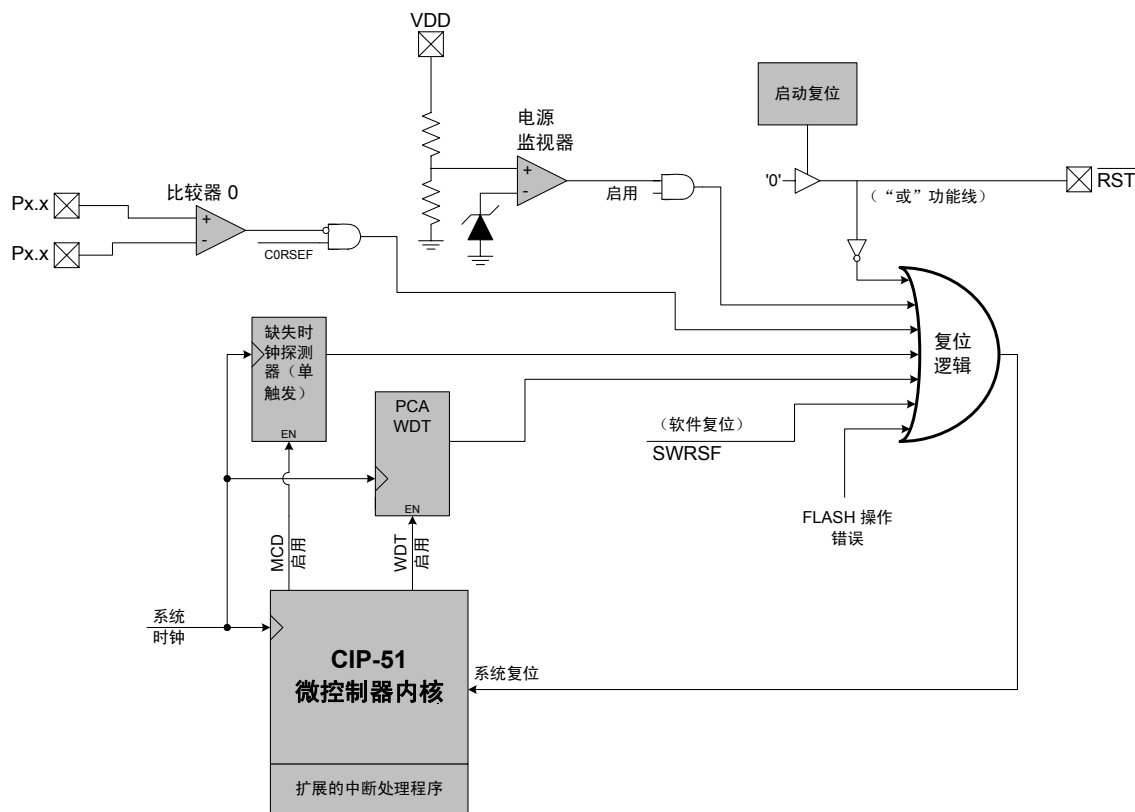 VDD
启动复位
电源
监视器
+
-
启用
'0'
RST
（“或”功能线）
比较器 0
Px.x
+
Px.x
-
C0RSEF
缺失时
钟探测
器（单
触发）
EN
复位
逻辑
PCA
WDT
EN
（软件复位）
SWRSF
FLASH 操作
错误
MCD
启用
WDT
启用
系统
时钟
CIP-51
微控制器内核
系统复位
扩展的中断处理程序